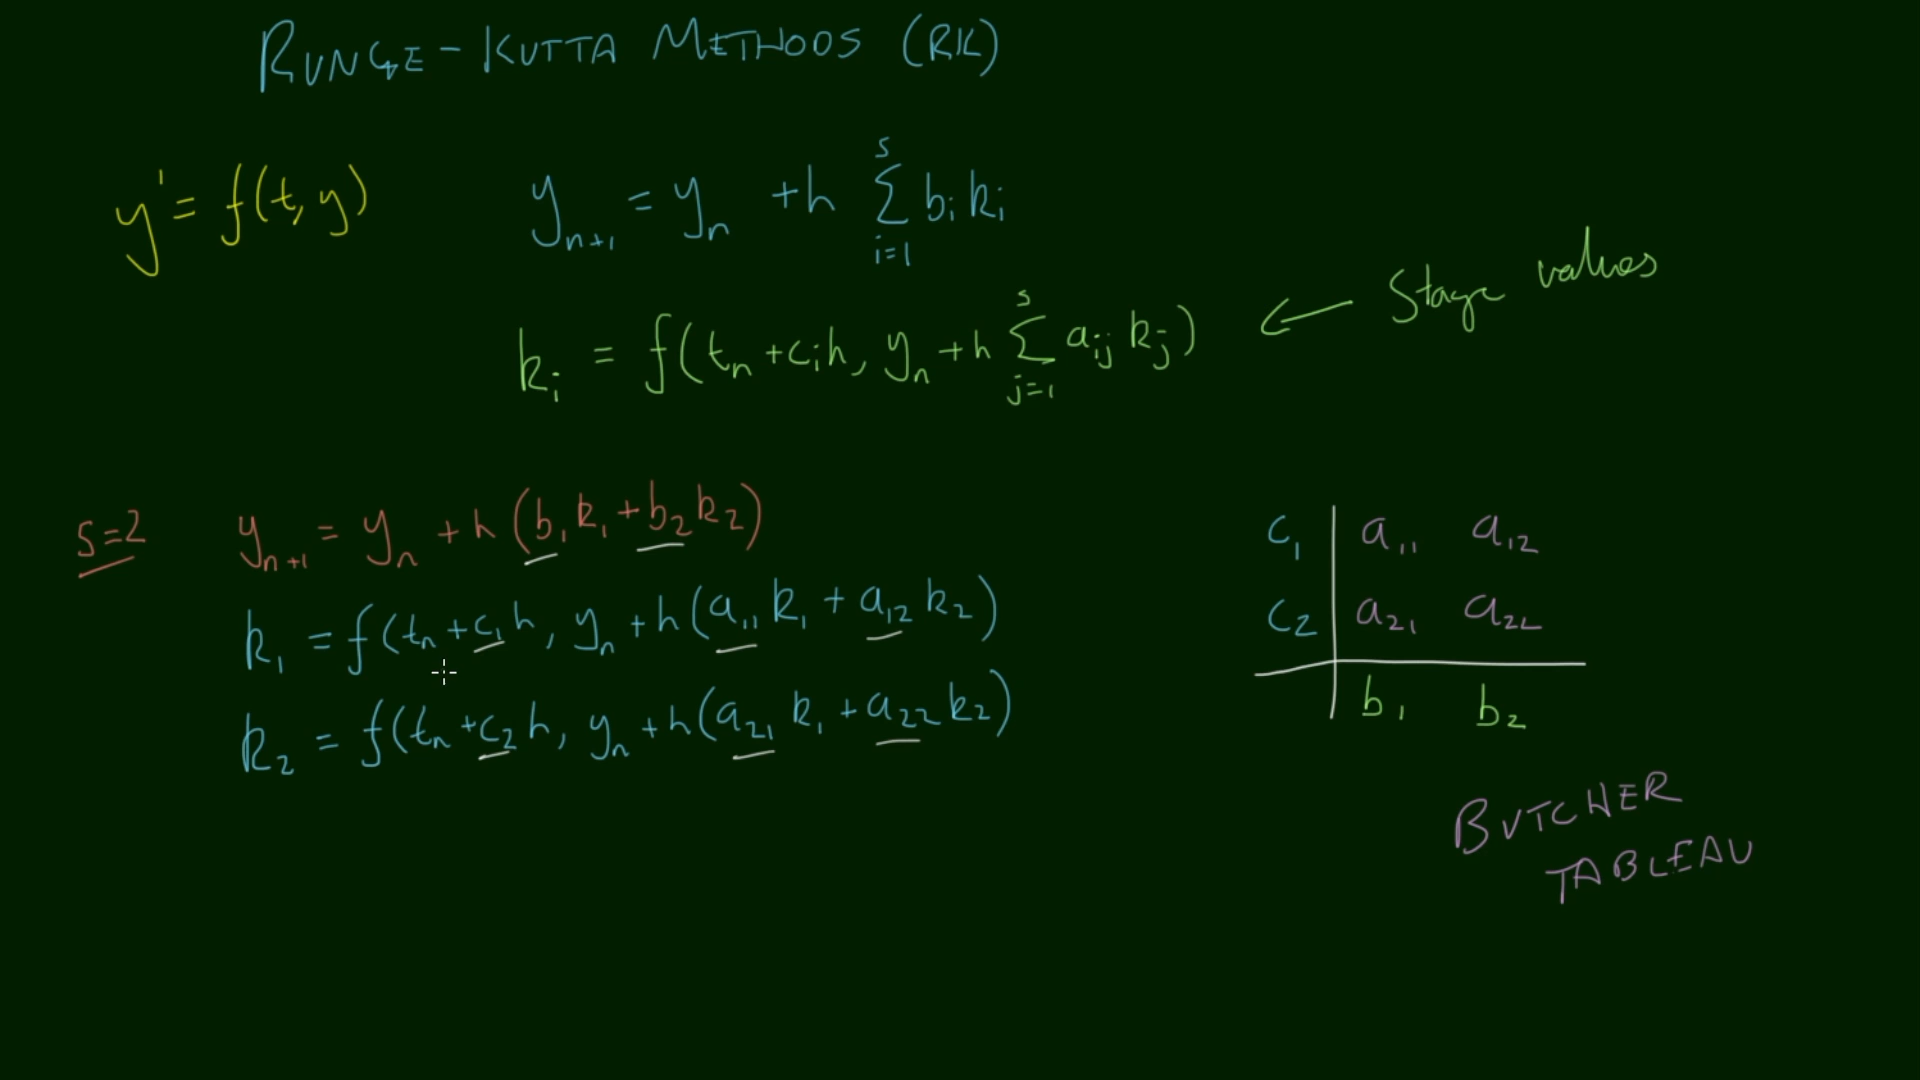 RUNGE-KUTTA METHODS (RK)
y' = f(t, y)
y_{n+1} = y_n + h \sum_{i=1}^{s} b_i k_i
k_i = f(t_n + c_i h, y_n + h \sum_{j=1}^{s} a_{ij} k_j) ← Stage values
s=2 y_{n+1} = y_n + h (b_1 k_1 + b_2 k_2)
k_1 = f(t_n + c_1 h, y_n + h(a_{11} k_1 + a_{12} k_2)
k_2 = f(t_n + c_2 h, y_n + h(a_{21} k_1 + a_{22} k_2)
c_1 | a_{11} a_{12}
c_2 | a_{21} a_{22}
| b_1 b_2
BUTCHER
TABLEAU